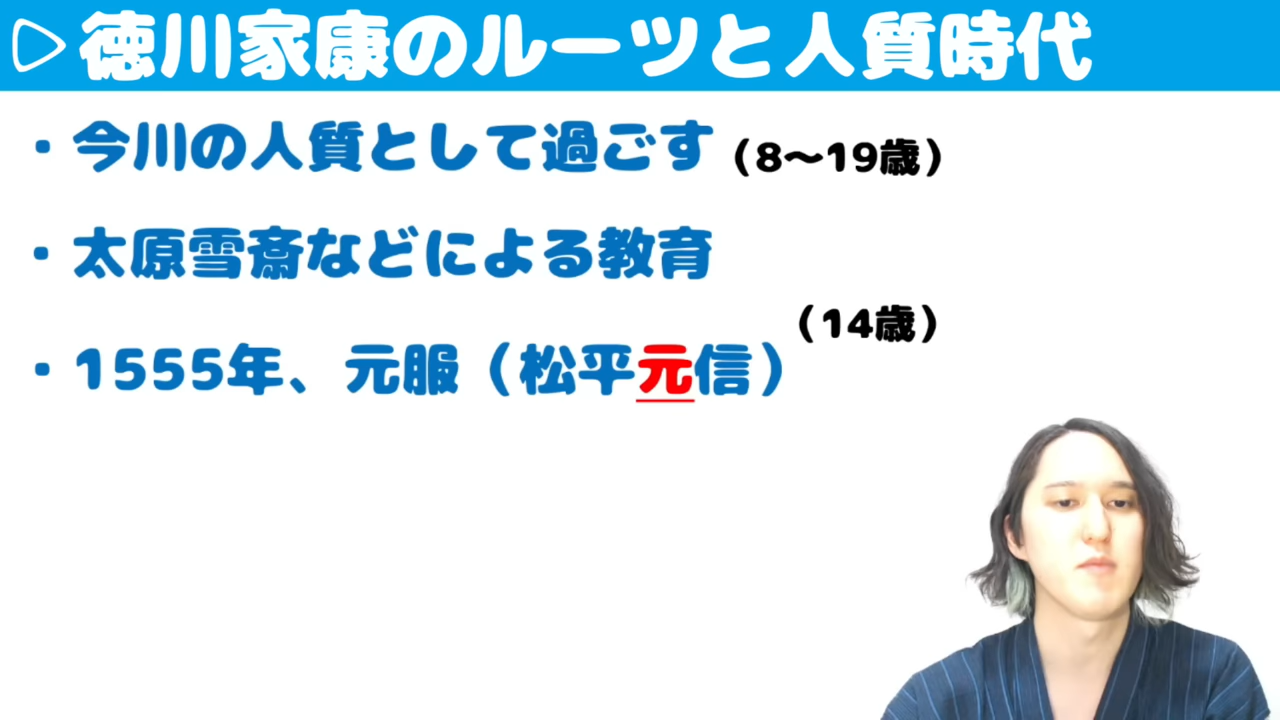 徳川家康のルーツと人質時代
・今川の人質として過ごす（8〜19歳）
・太原雪斎などによる教育
（14歳）
・1555年、元服（松平元信）